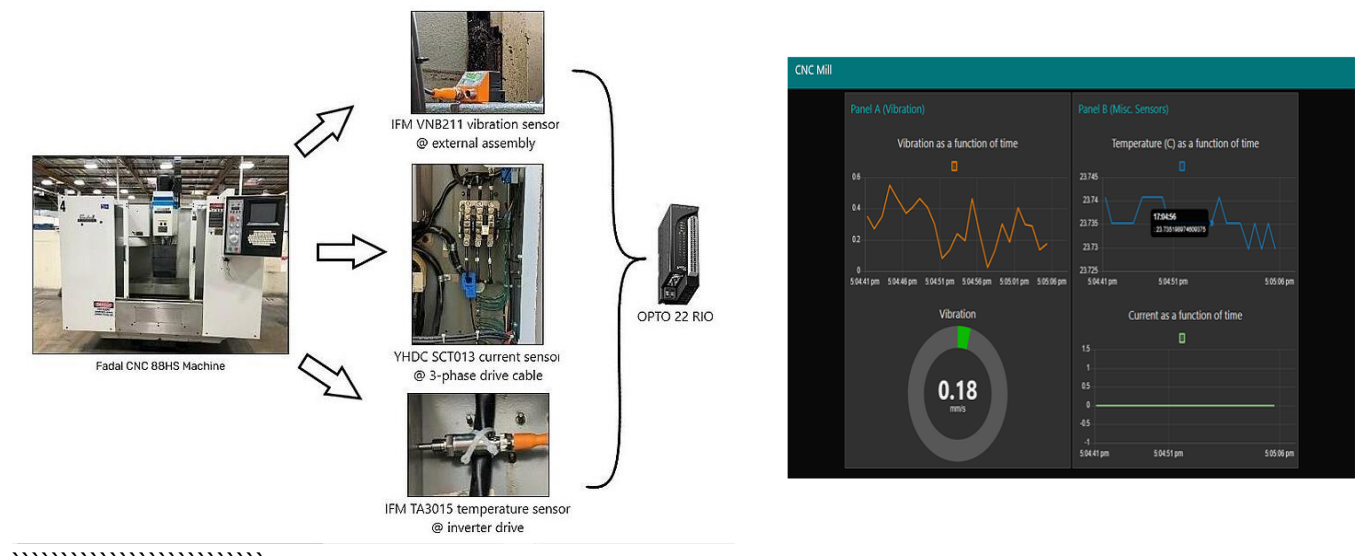 IFM VNB211 vibration sensor
@ external assembly
YHDC SCT013 current sensor
@ 3-phase drive cable
IFM TA3015 temperature sensor
@ inverter drive
4
Fadal CNC 88HS Machine
OPTO 22 RIO
CNC Mill
Panel A (Vibration)
Vibration as a function of time
0.6
0.4
0.2
0
5:04:41 pm 5:04:46 pm 5:04:51 pm 5:04:56 pm 5:05:01 pm 5:05:06 pm
Vibration
0.18
mm/s
Panel B (Misc. Sensors)
Temperature (C) as a function of time
23.745
23.74
23.735
23.73
23.725
17:04:56
: 23.735198974609375
5:04:41 pm 5:04:51 pm 5:05:06 pm
Current as a function of time
1.5
1
0.5
0
-0.5
-1
5:04:41 pm 5:04:51 pm 5:05:06 pm